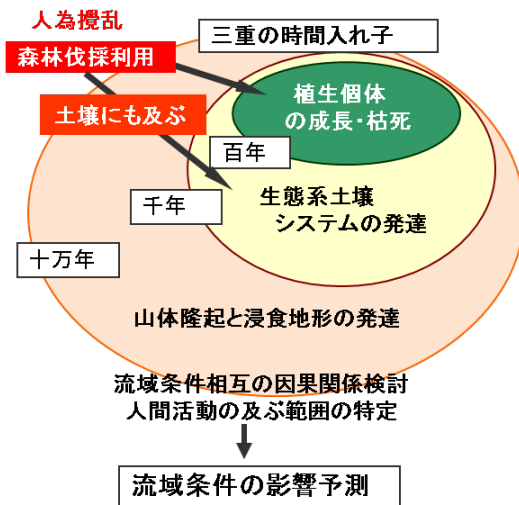 人為攪乱
三重の時間入れ子
森林伐採利用
植生個体
の成長・枯死
土壌にも及ぶ
百年
生態系土壌
システムの発達
千年
十万年
山体隆起と浸食地形の発達
流域条件相互の因果関係検討
人間活動の及ぶ範囲の特定
流域条件の影響予測